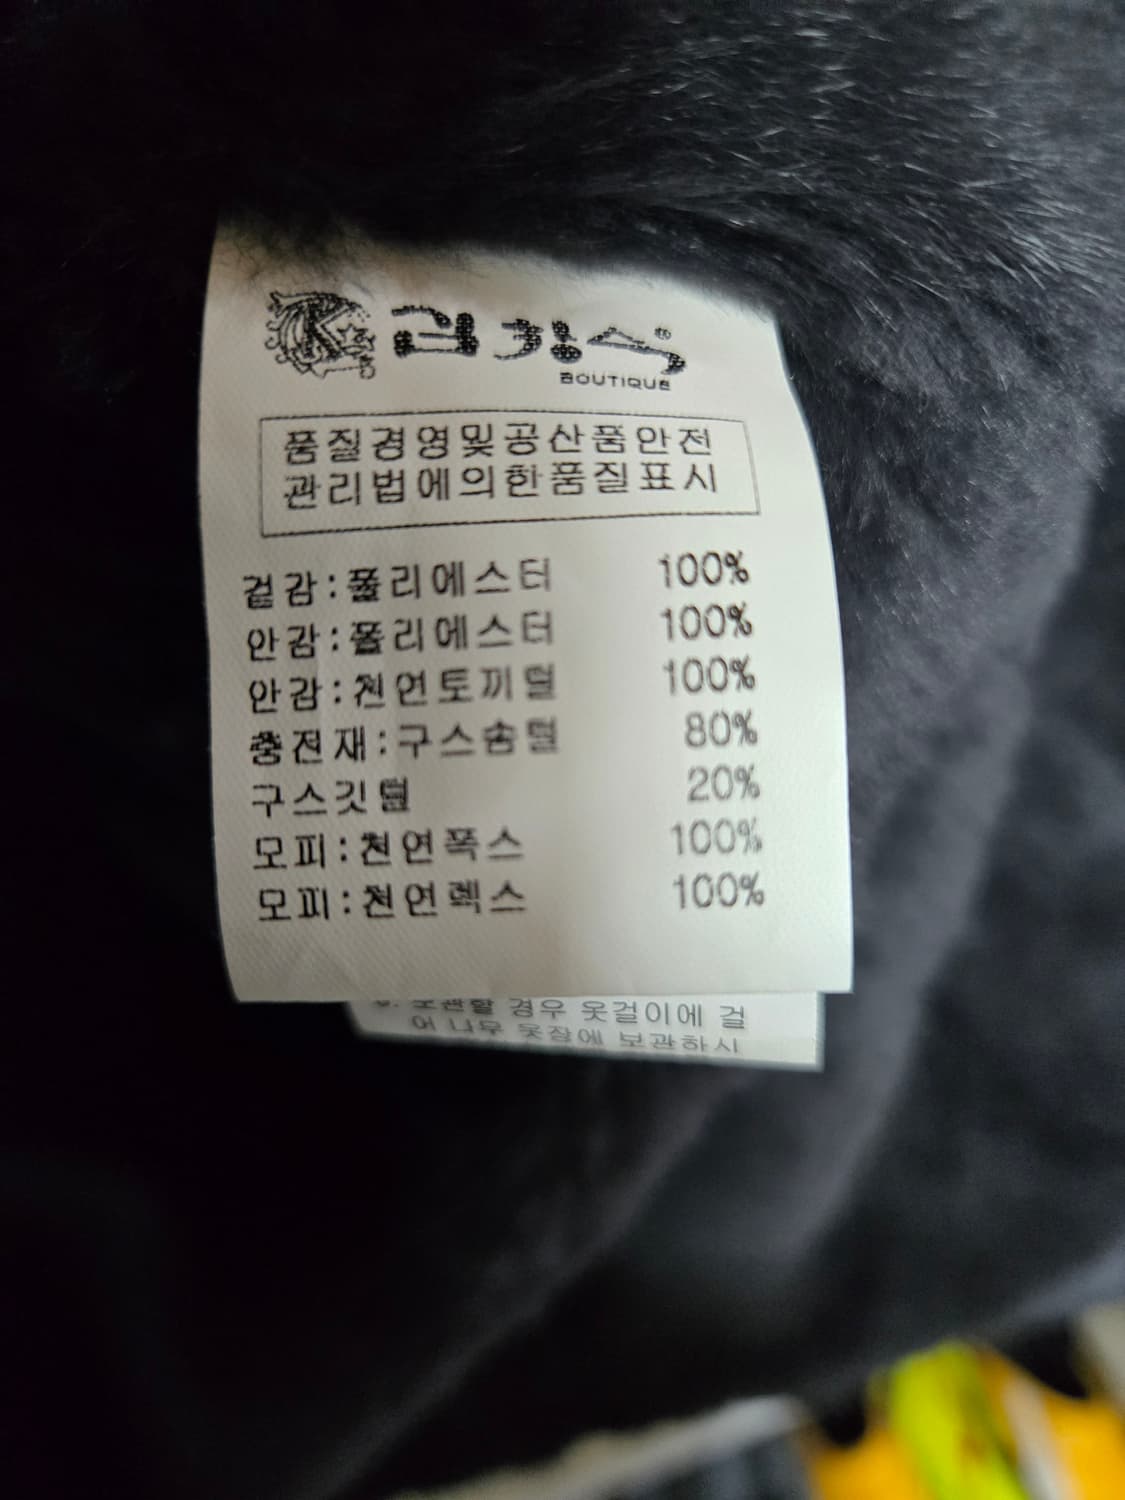 BOUTIQUE
품질경영및공산품안전
관리법에의한품질표시
겉감:폴리에스터 100%
안감:폴리에스터 100%
안감:천연토끼털 100%
충전재:구스솜털 80%
구스깃털 20%
모피:천연폭스 100%
모피:천연렉스 100%
보관할 경우 옷걸이에 걸
어 나무 옷장에 보관하시